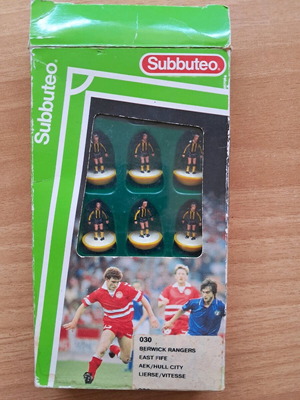 Subbuteo.
Subbuteo.
030
BERWICK RANGERS
EAST FIFE
AEK/HULL CITY
LIERSE/VITESSE